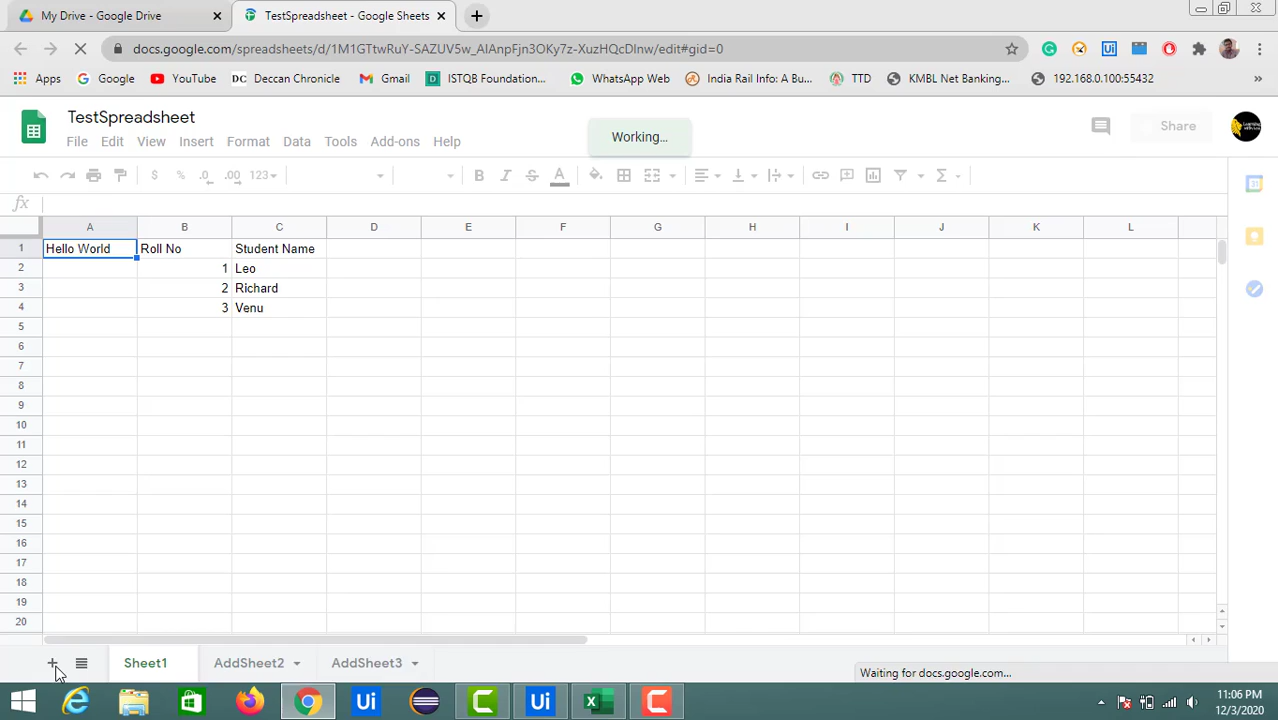 My Drive - Google Drive
TestSpreadsheet - Google Sheets
docs.google.com/spreadsheets/d/1M1GTtwRuY-SAZUV5w_AIAnpFjn3OKy7z-XuzHQcDlnw/edit#gid=0
Apps Google YouTube DC Deccan Chronicle Gmail ISTQB Foundation... WhatsApp Web India Rail Info: A Bu... TTD KMBL Net Banking... 192.168.0.100:55432 »
TestSpreadsheet
File Edit View Insert Format Data Tools Add-ons Help
Working...
Share
$ % .0 .00 123
fx
A B C D E F G H I J K L
1 Hello World Roll No Student Name
2 1 Leo
3 2 Richard
4 3 Venu
5
6
7
8
9
10
11
12
13
14
15
16
17
18
19
20
Sheet1 AddSheet2 AddSheet3
Waiting for docs.google.com...
11:06 PM
12/3/2020